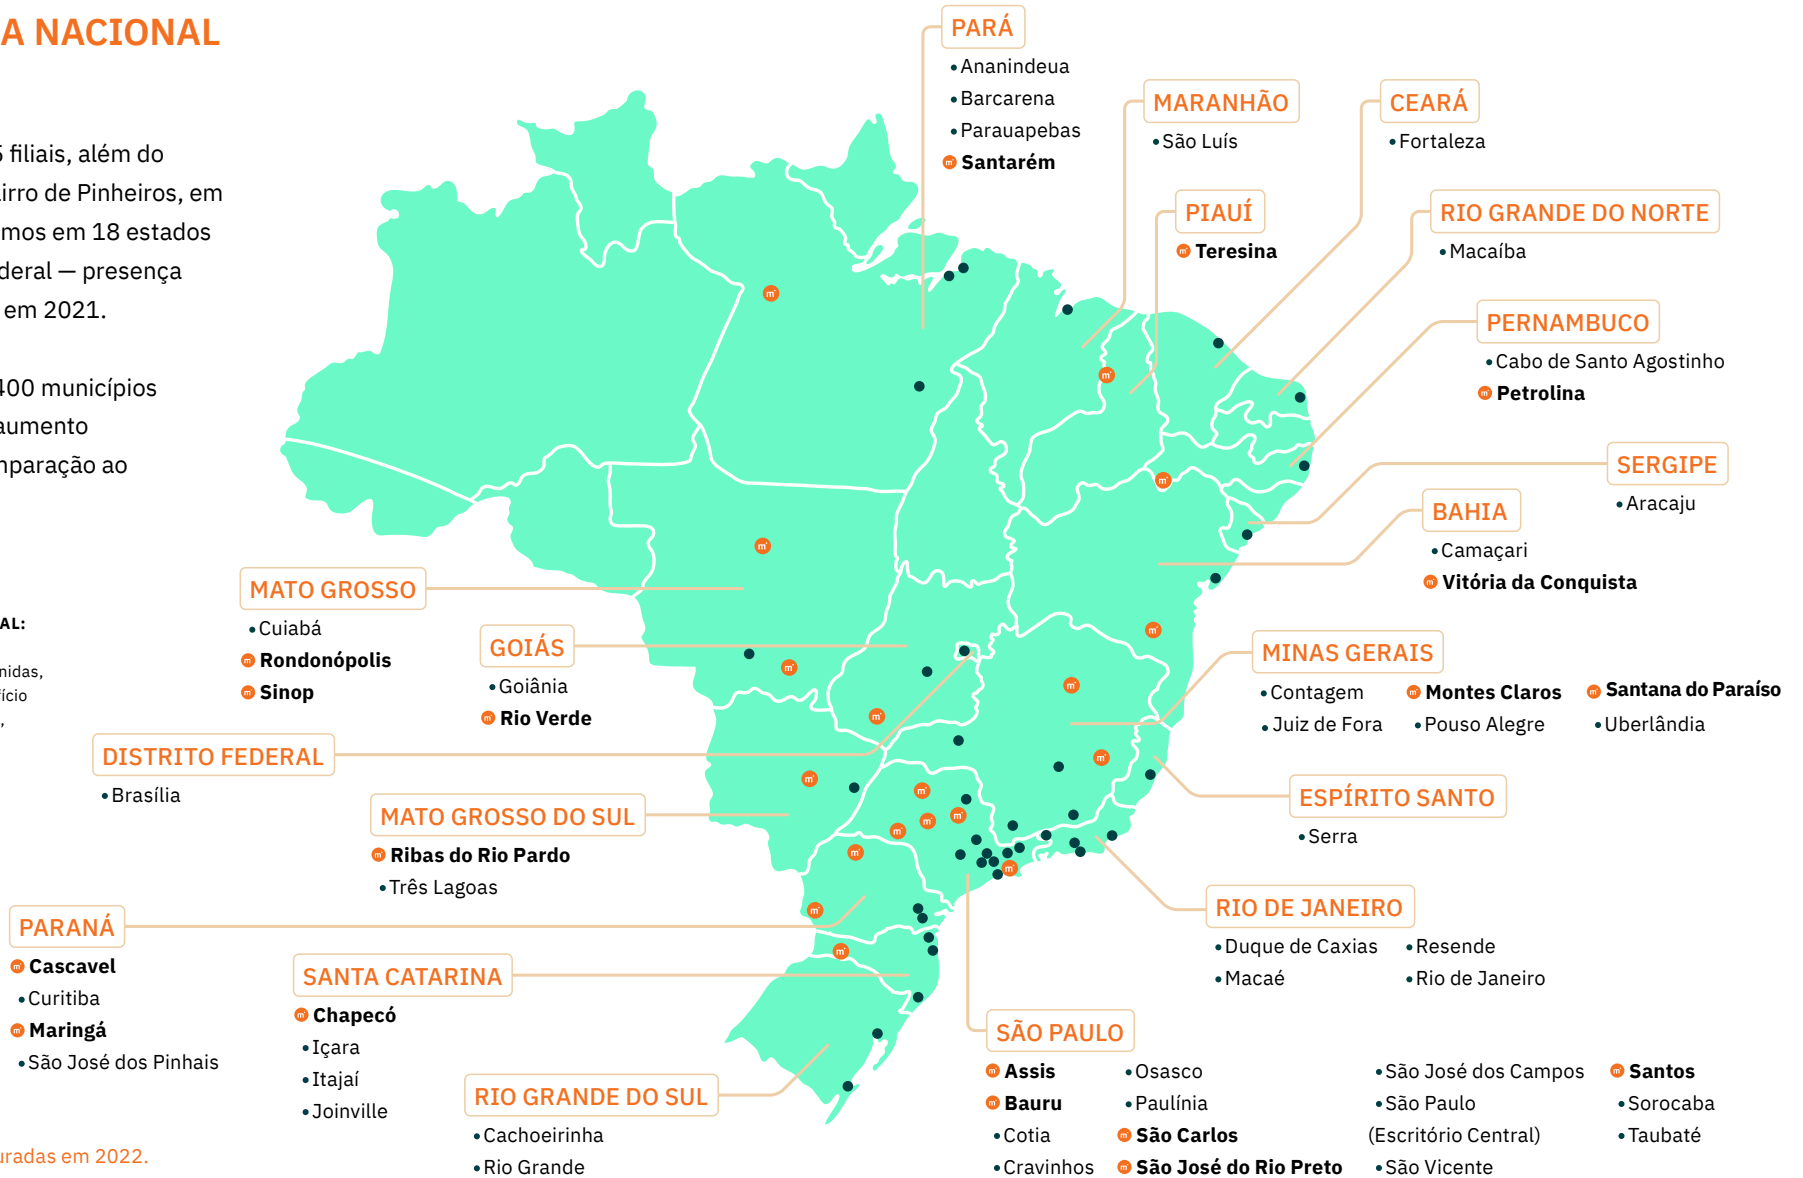 A NACIONAL
filiais, além do
irro de Pinheiros, em
mos em 18 estados
deral — presença
em 2021.
400 municípios
aumento
nparação ao
AL:
nidas,
fício
PARÁ
Ananindeua
Barcarena
Parauapebas
Santarém
MARANHÃO
São Luís
CEARÁ
Fortaleza
PIAUÍ
Teresina
RIO GRANDE DO NORTE
Macaíba
PERNAMBUCO
Cabo de Santo Agostinho
Petrolina
SERGIPE
Aracaju
BAHIA
Camaçari
Vitória da Conquista
MATO GROSSO
Cuiabá
Rondonópolis
Sinop
GOIÁS
Goiânia
Rio Verde
MINAS GERAIS
Contagem
Juiz de Fora
Montes Claros
Pouso Alegre
Santana do Paraíso
Uberlândia
DISTRITO FEDERAL
Brasília
ESPÍRITO SANTO
Serra
MATO GROSSO DO SUL
Ribas do Rio Pardo
Três Lagoas
RIO DE JANEIRO
Duque de Caxias
Macaé
Resende
Rio de Janeiro
PARANÁ
Cascavel
Curitiba
Maringá
São José dos Pinhais
SANTA CATARINA
Chapecó
Içara
Itajaí
Joinville
RIO GRANDE DO SUL
Cachoeirinha
Rio Grande
SÃO PAULO
Assis
Bauru
Cotia
Cravinhos
Osasco
Paulínia
São Carlos
São José do Rio Preto
São José dos Campos
São Paulo
(Escritório Central)
São Vicente
Santos
Sorocaba
Taubaté
uradas em 2022.